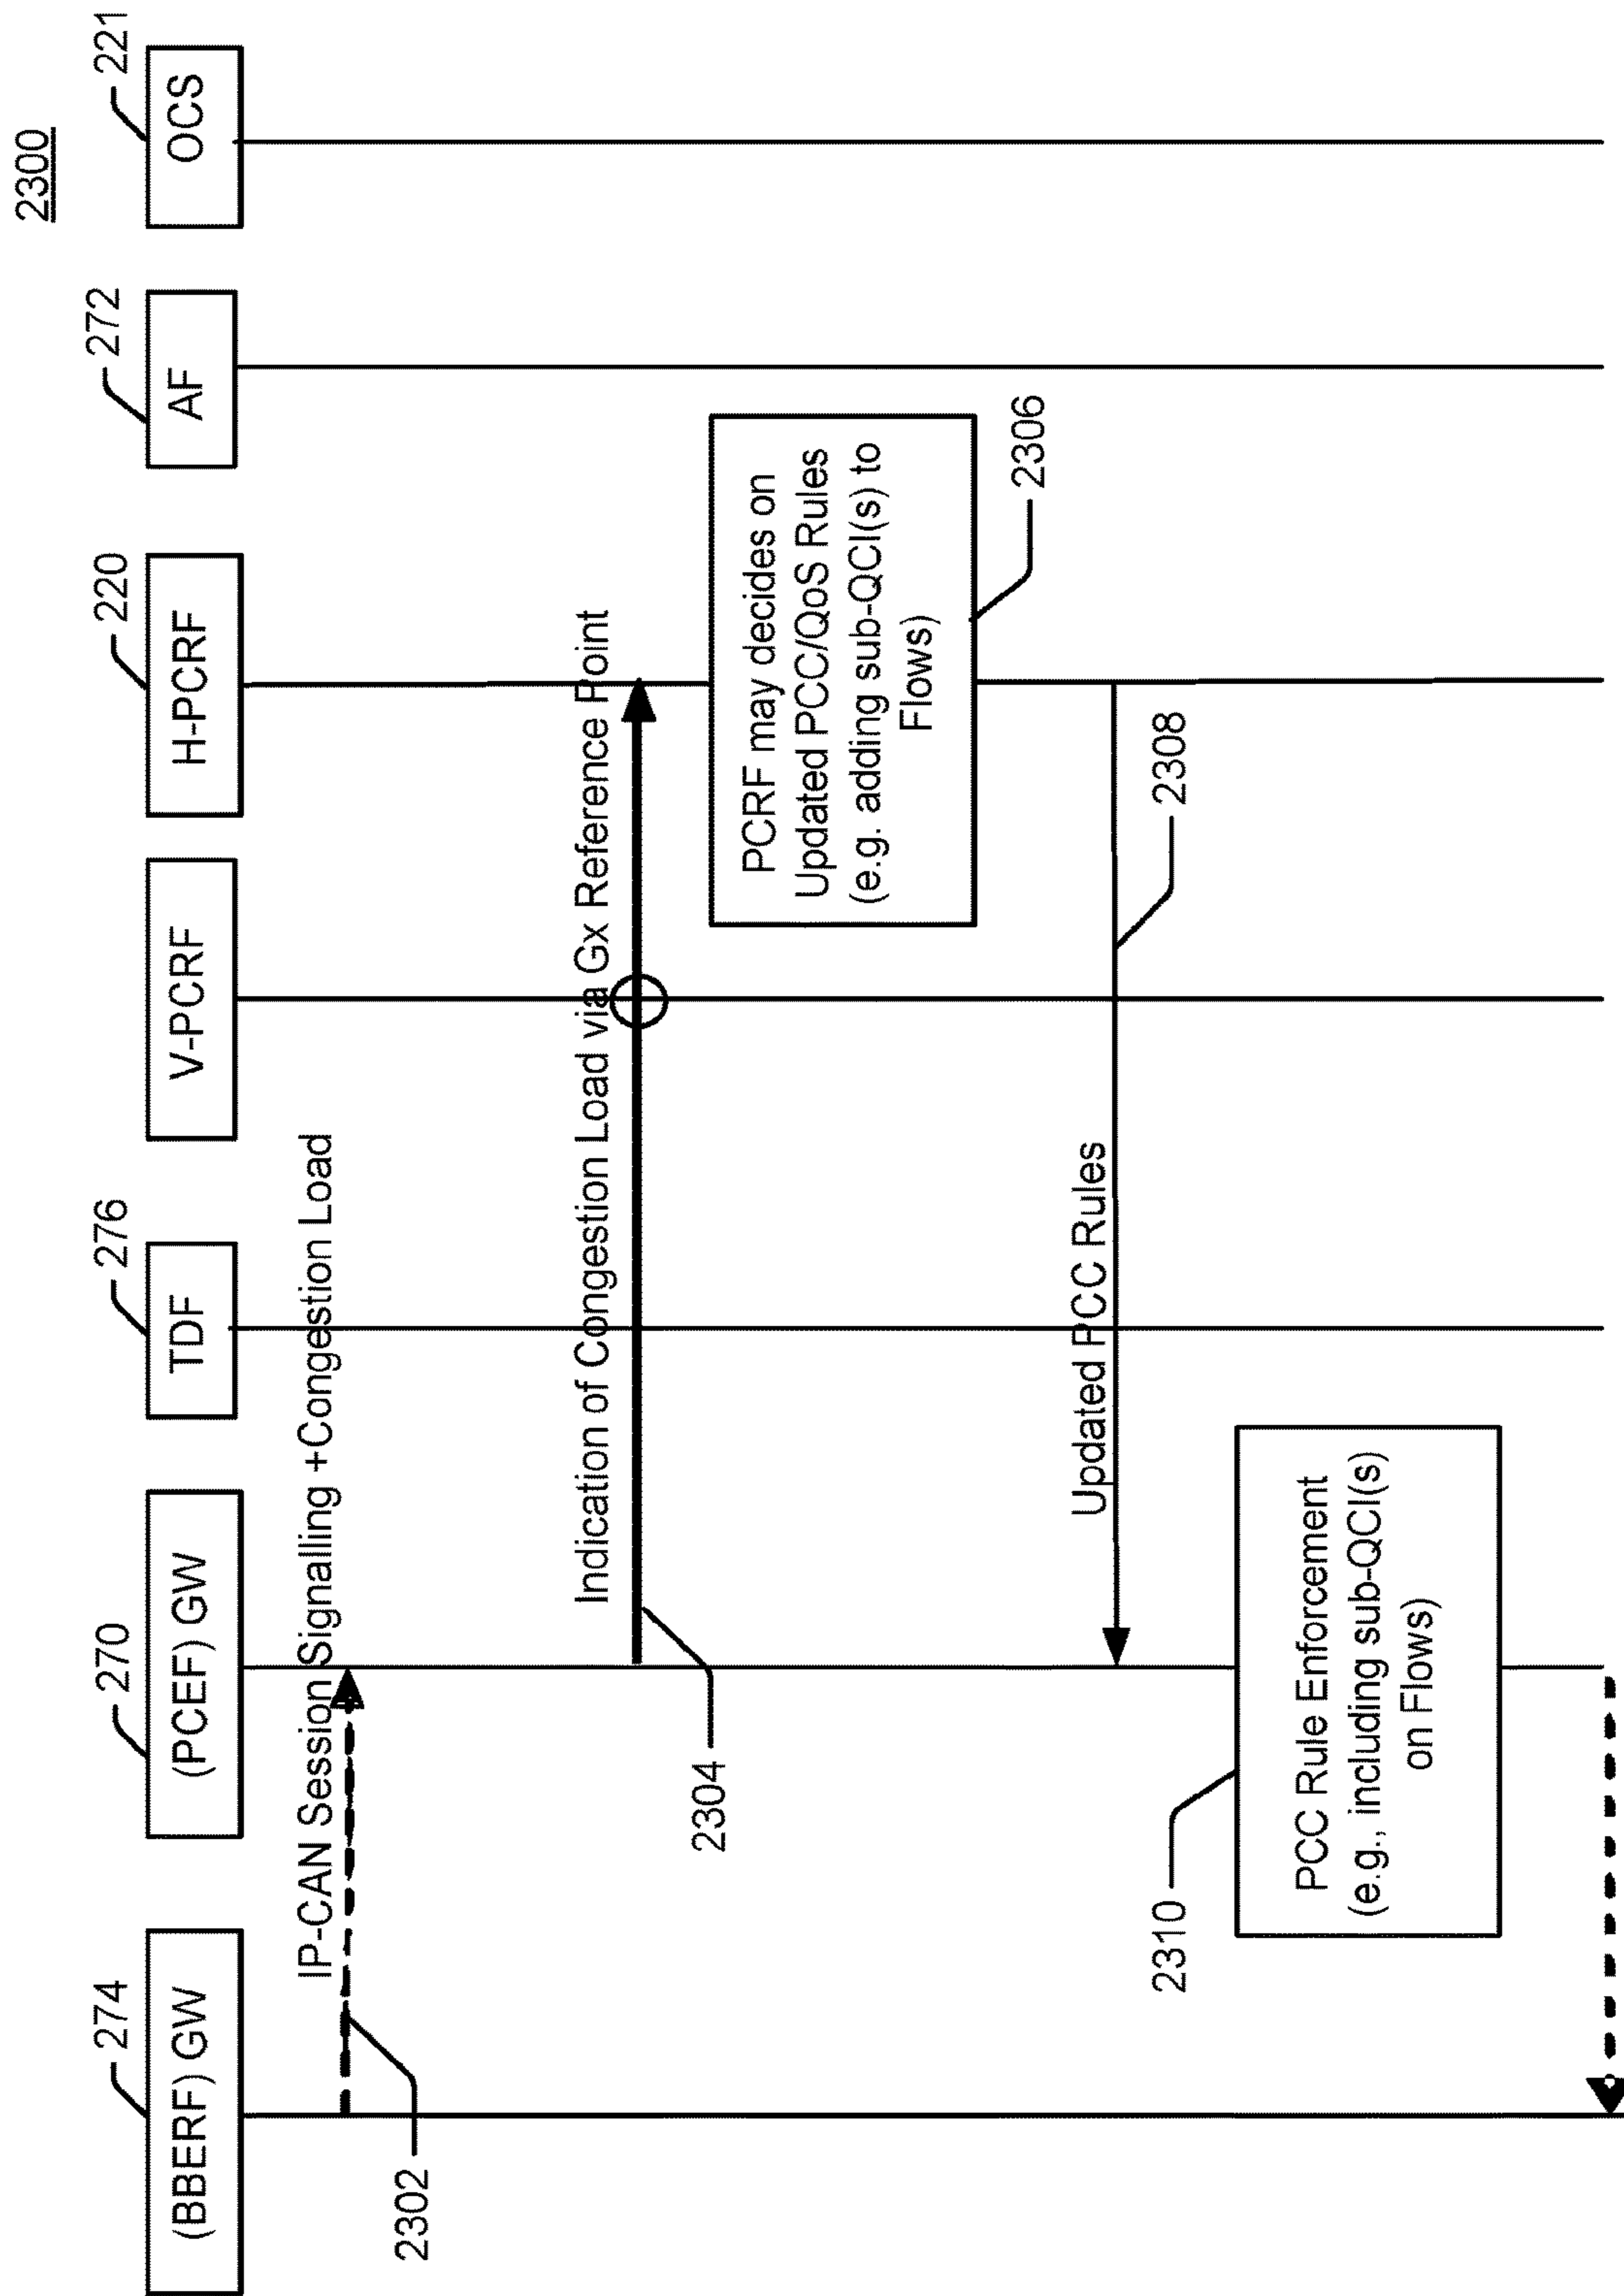 2300
274
270
276
220
272
221
(BBERF) GW
(PCEF) GW
TDF
V-PCRF
H-PCRF
AF
OCS
IP-CAN Session Signalling +Congestion Load
2302
Indication of Congestion Load via Gx Reference Point
2304
PCRF may decides on
Updated PCC/QoS Rules
(e.g. adding sub-QCI(s) to
Flows)
2306
Updated PCC Rules
2308
2310
PCC Rule Enforcement
(e.g., including sub-QCI(s)
on Flows)